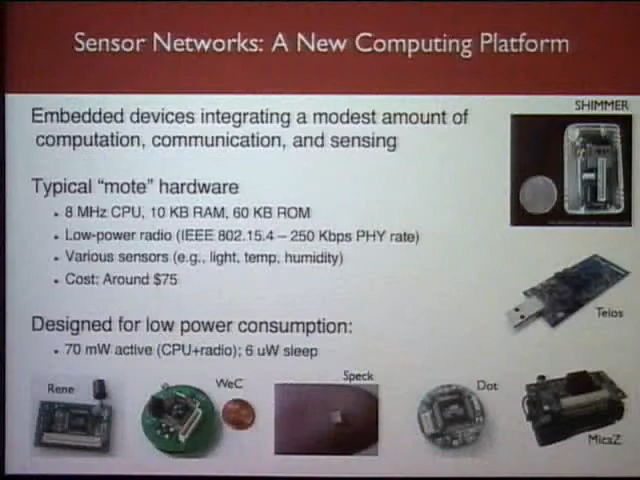 Sensor Networks: A New Computing Platform
Embedded devices integrating a modest amount of
computation, communication, and sensing
SHIMMER
Typical “mote” hardware
• 8 MHz CPU, 10 KB RAM, 60 KB ROM
• Low-power radio (IEEE 802.15.4 – 250 Kbps PHY rate)
• Various sensors (e.g., light, temp, humidity)
• Cost: Around $75
Telos
Designed for low power consumption:
• 70 mW active (CPU+radio); 6 uW sleep
Rene
WeC
Speck
Dot
MicaZ